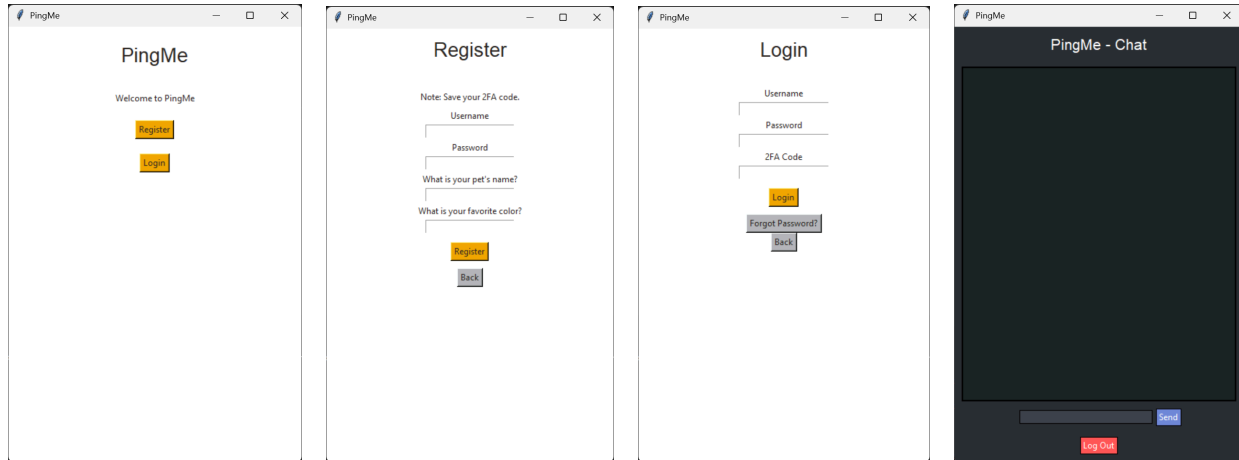 PingMe
PingMe
Welcome to PingMe
Register
Login
PingMe
Register
Note: Save your 2FA code.
Username
Password
What is your pet's name?
What is your favorite color?
Register
Back
PingMe
Login
Username
Password
2FA Code
Login
Forgot Password?
Back
PingMe
PingMe - Chat
Send
Log Out